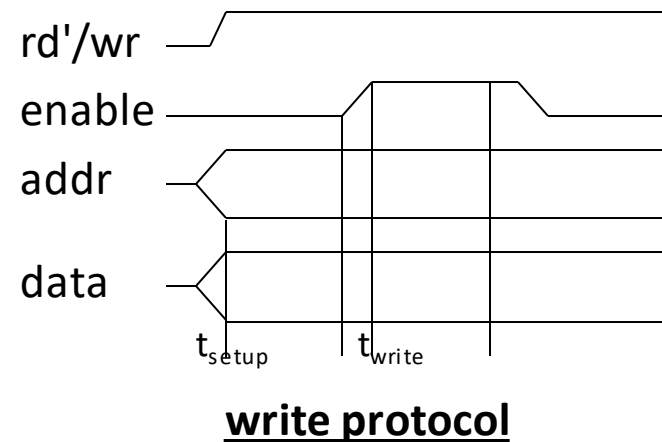 rd'/wr
enable
addr
data
tsetup twrite
write protocol